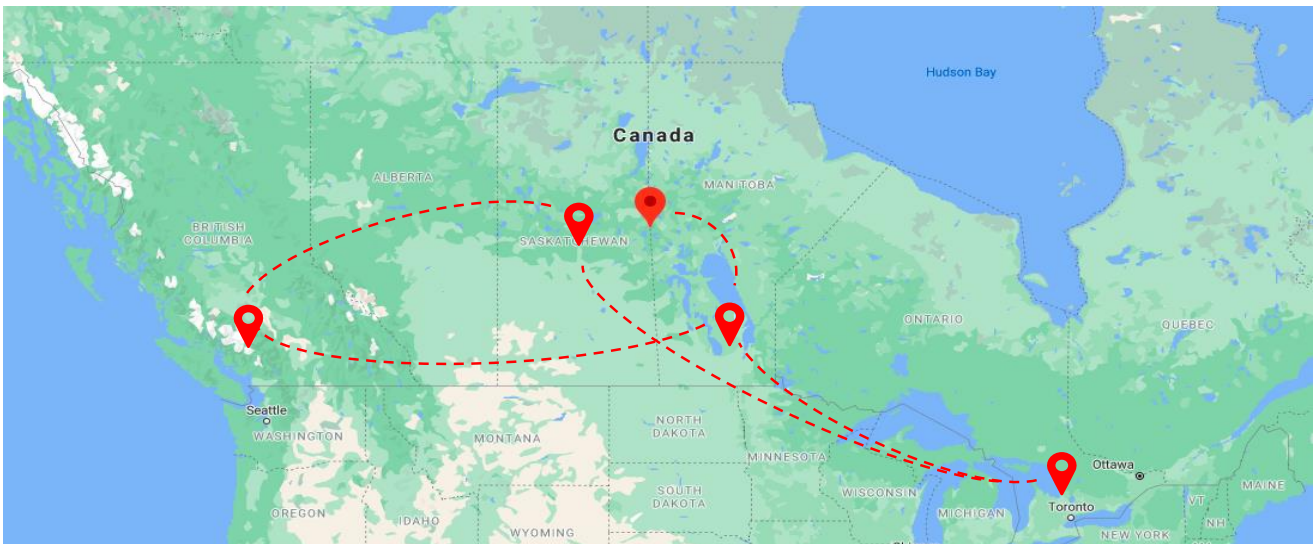 Hudson Bay
Canada
ALBERTA
MANITOBA
BRITISH
COLUMBIA
SASKATCHEWAN
ONTARIO
QUEBEC
Seattle
WASHINGTON
MONTANA
NORTH
DAKOTA
MINNESOTA
Ottawa
MAINE
SOUTH
DAKOTA
WISCONSIN
MICHIGAN
Toronto
VT
NH
OREGON
IDAHO
WYOMING
NEW YORK